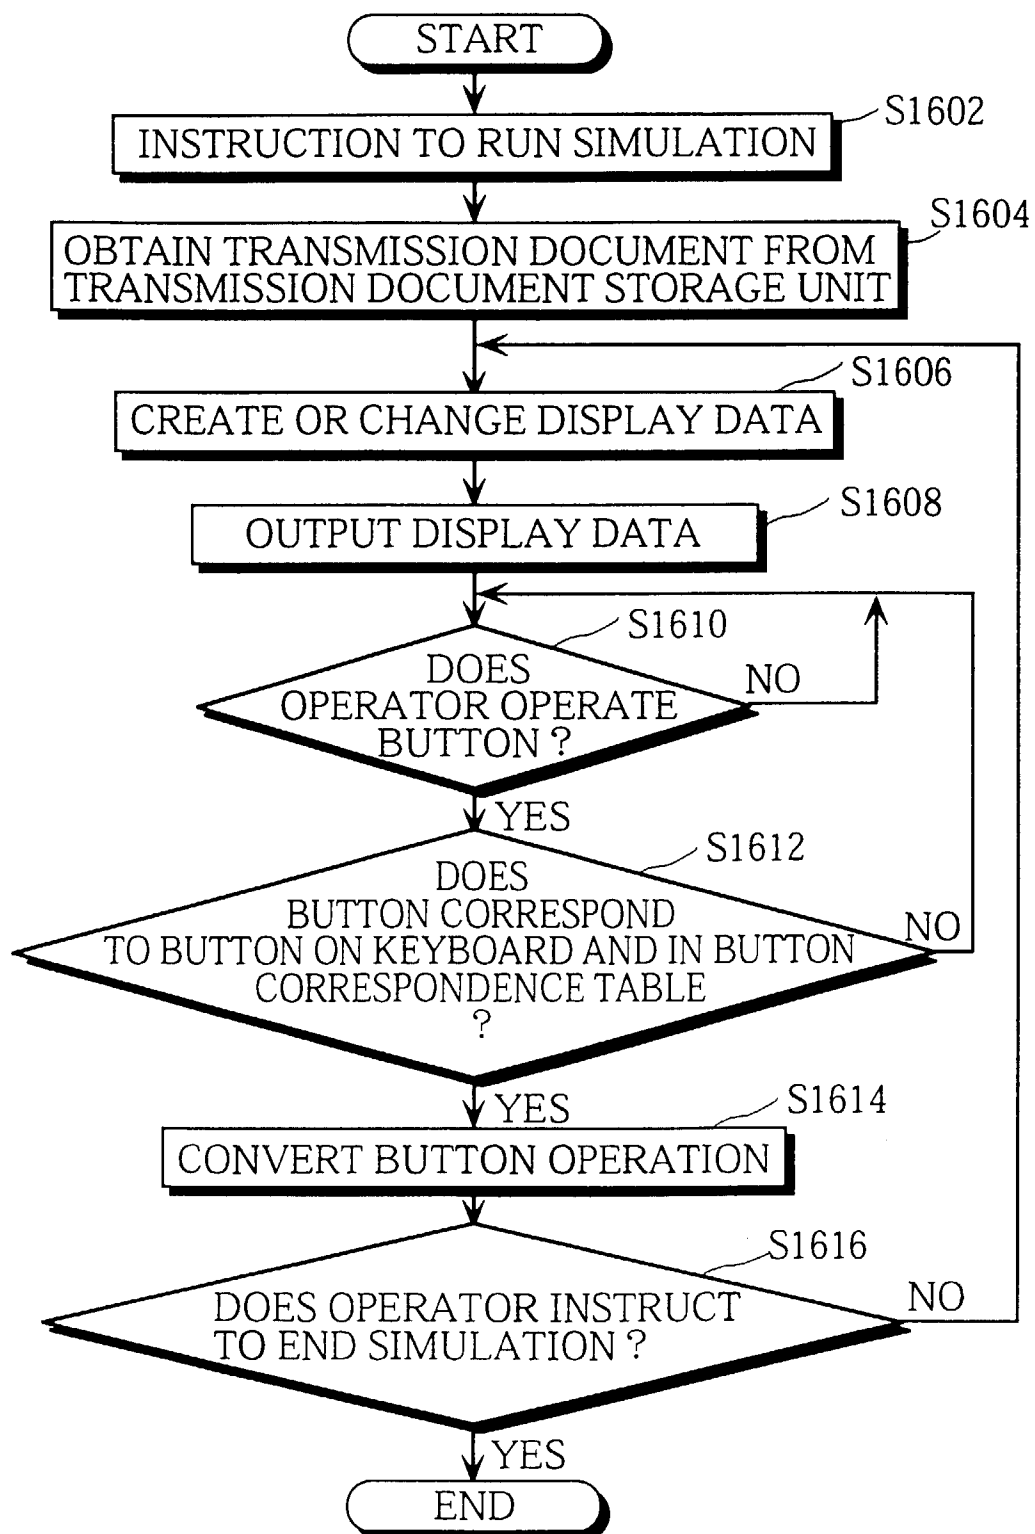 START
S1602
INSTRUCTION TO RUN SIMULATION
S1604
OBTAIN TRANSMISSION DOCUMENT FROM
TRANSMISSION DOCUMENT STORAGE UNIT
S1606
CREATE OR CHANGE DISPLAY DATA
S1608
OUTPUT DISPLAY DATA
S1610
DOES
OPERATOR OPERATE
BUTTON ?
NO
YES
S1612
DOES
BUTTON CORRESPOND
TO BUTTON ON KEYBOARD AND IN BUTTON
CORRESPONDENCE TABLE
?
NO
YES
S1614
CONVERT BUTTON OPERATION
S1616
DOES OPERATOR INSTRUCT
TO END SIMULATION ?
NO
YES
END